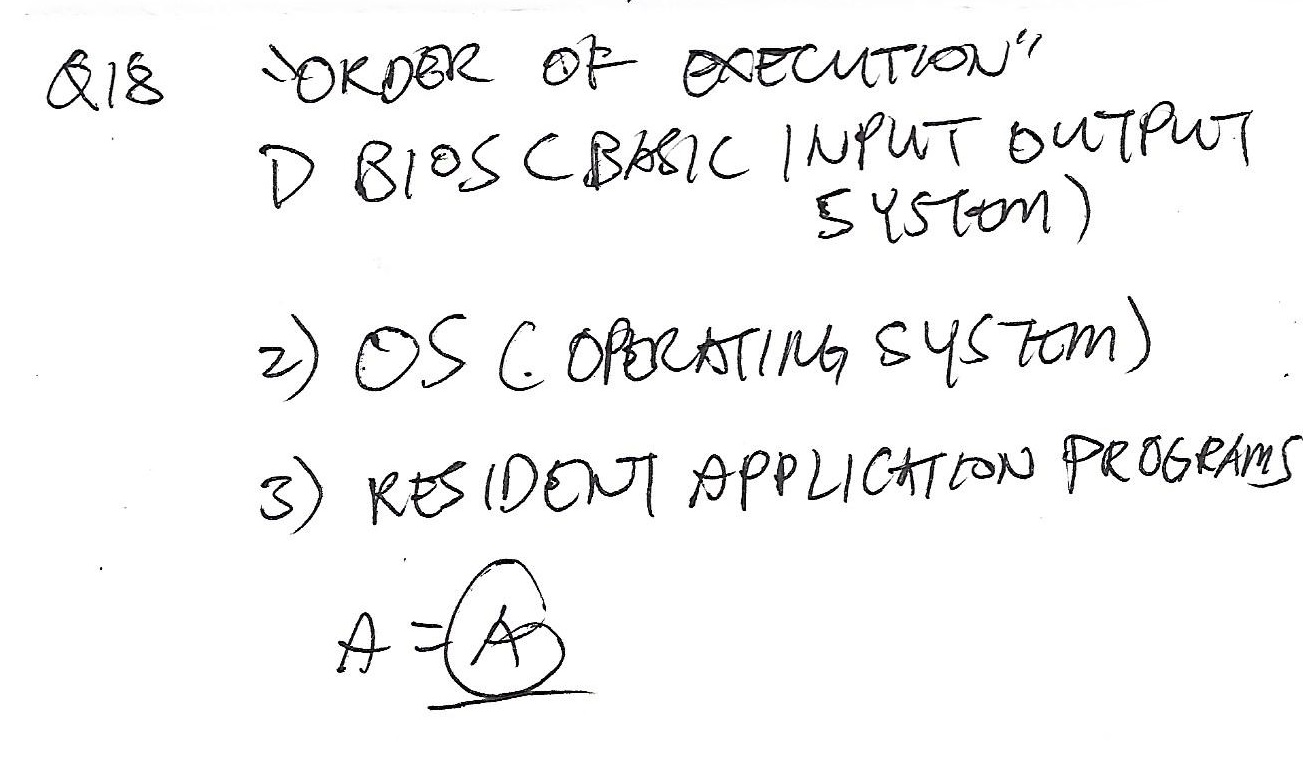 Q18 "ORDER OF EXECUTION"
1) BIOS (BASIC INPUT OUTPUT
SYSTEM)
2) OS (OPERATING SYSTEM)
3) RESIDENT APPLICATION PROGRAMS
A = A